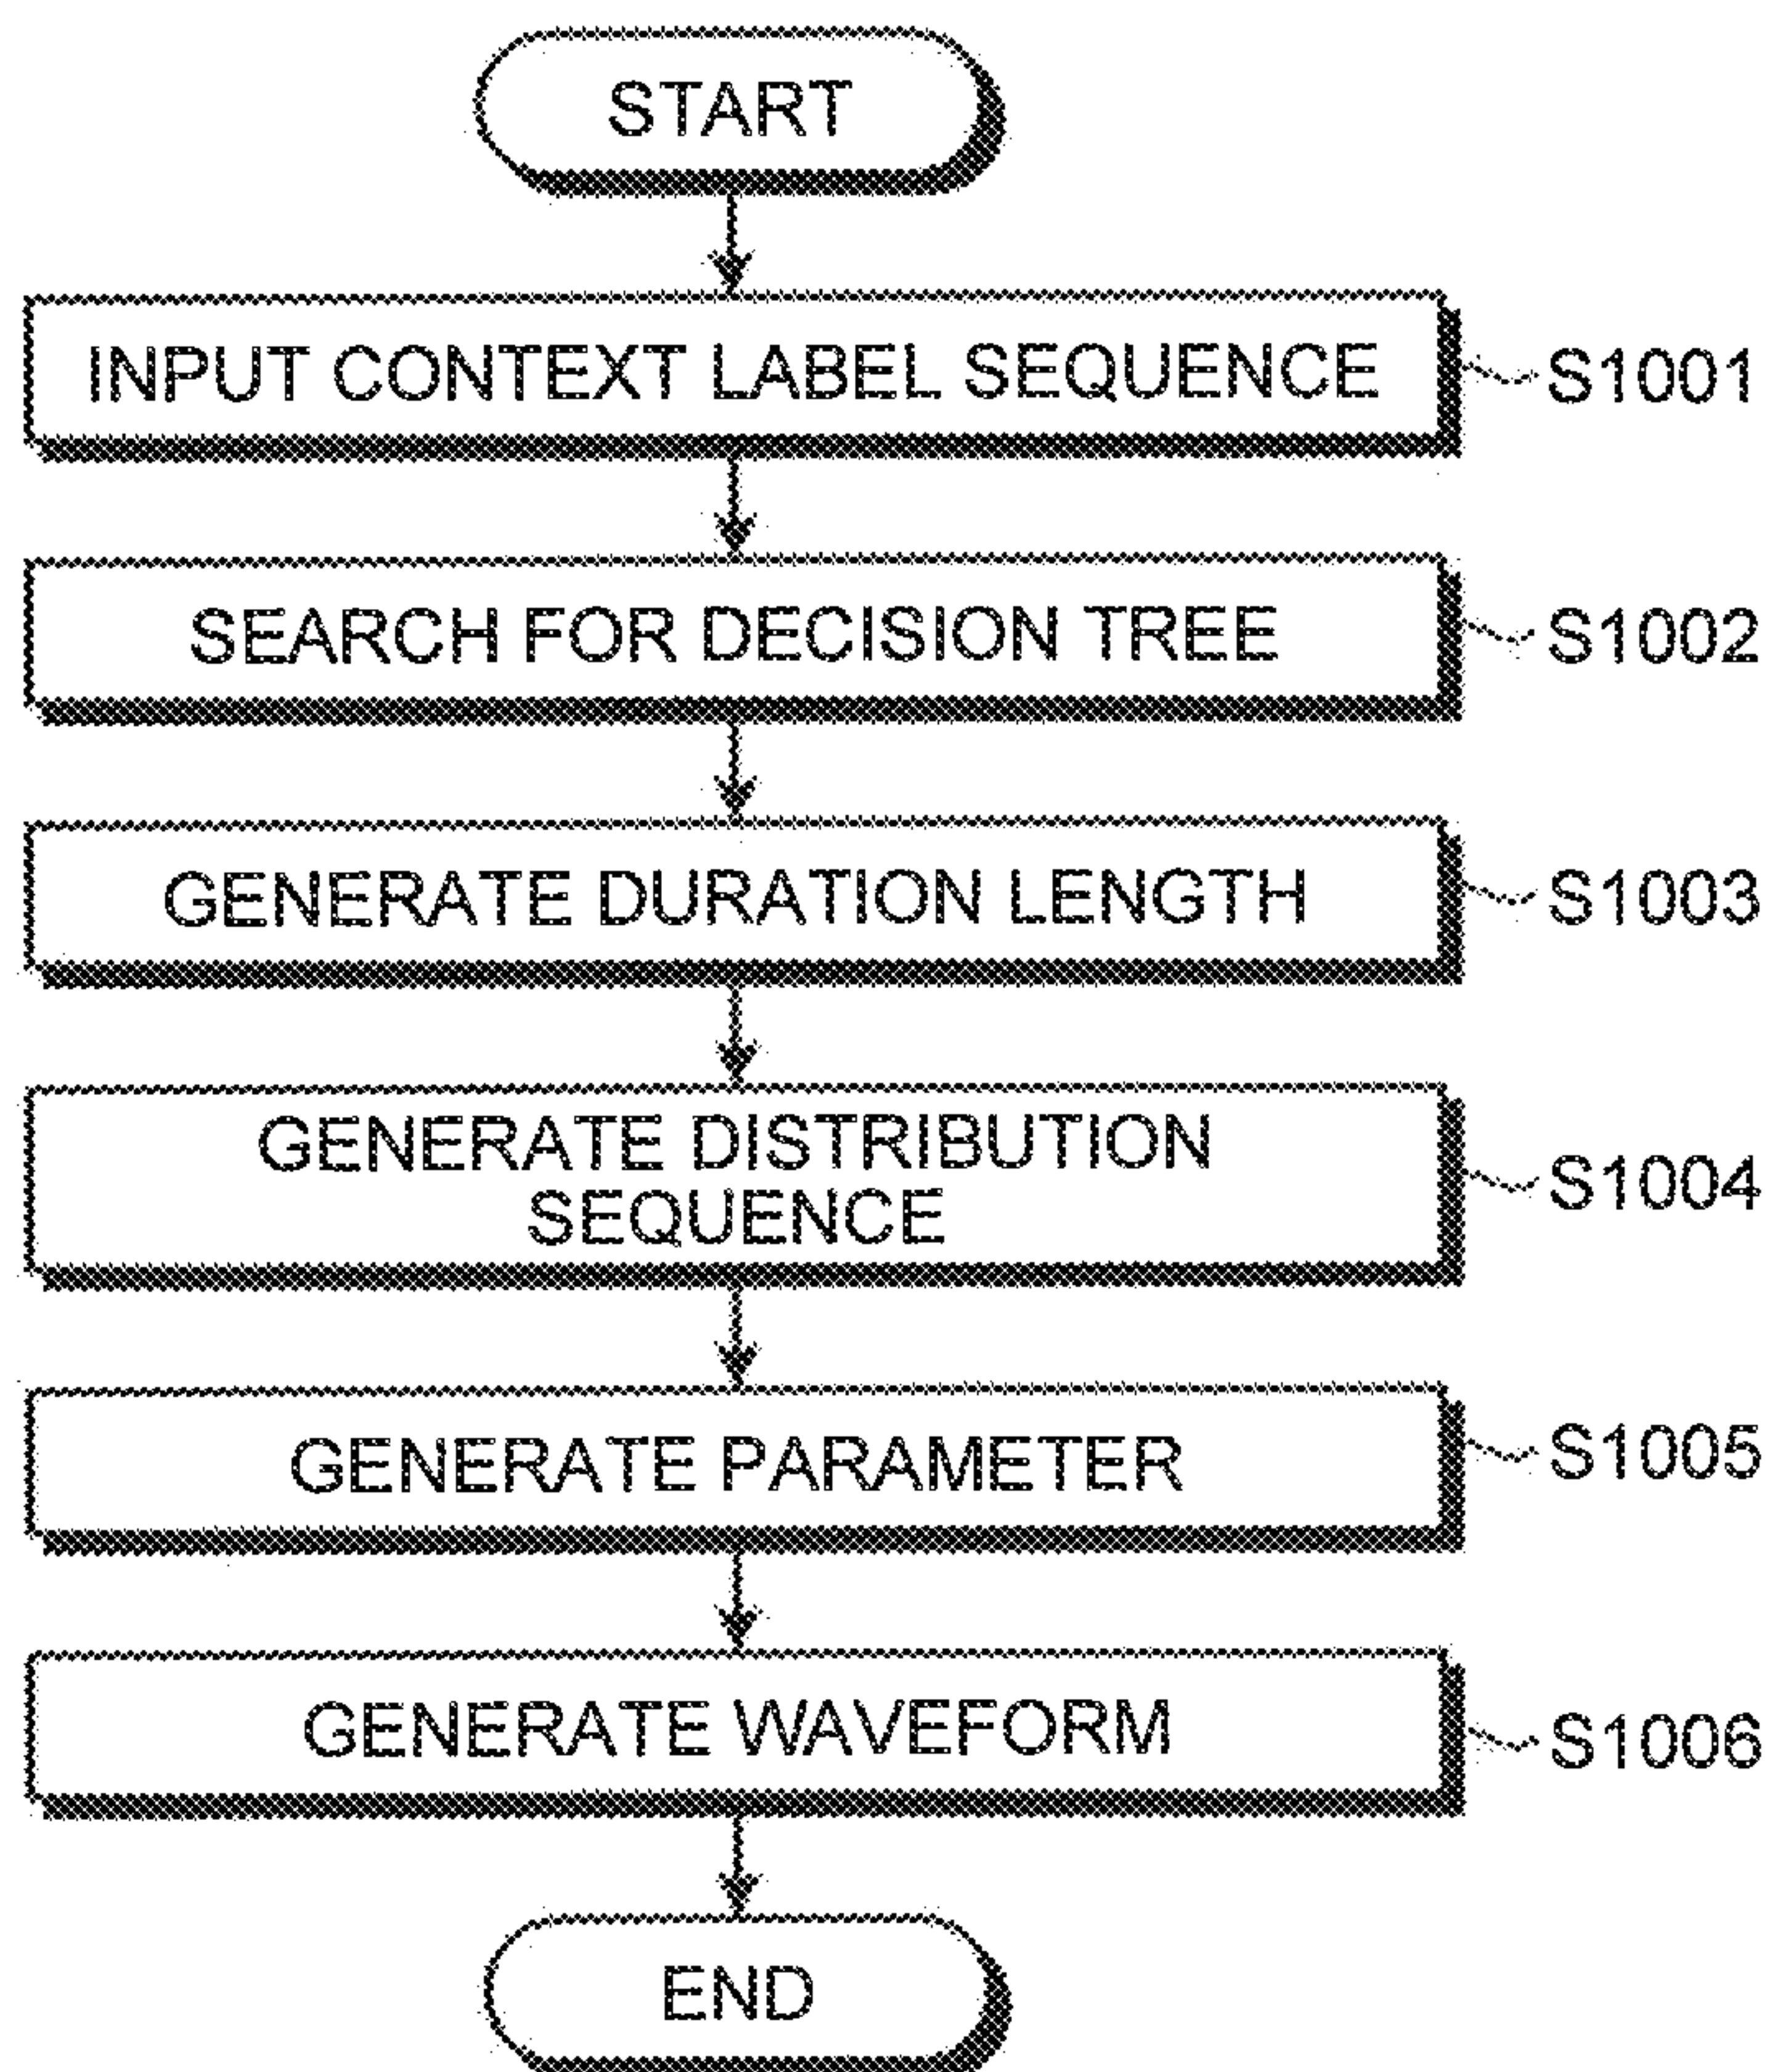 START
INPUT CONTEXT LABEL SEQUENCE
S1001
SEARCH FOR DECISION TREE
S1002
GENERATE DURATION LENGTH
S1003
GENERATE DISTRIBUTION
SEQUENCE
S1004
GENERATE PARAMETER
S1005
GENERATE WAVEFORM
S1006
END